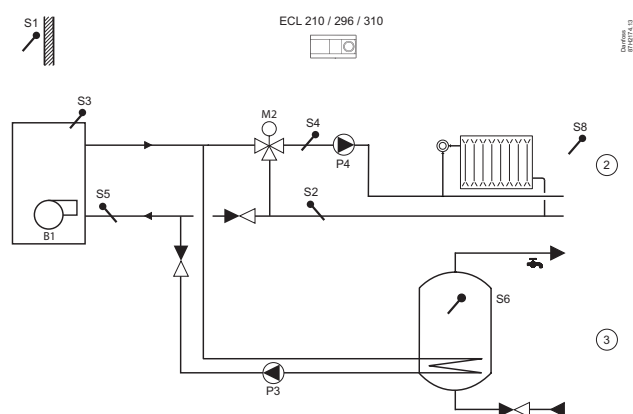 ECL 210 / 296 / 310
S1
Danfoss
87H2174.13
S3
M2
S4
S8
P4
2
S5
S2
B1
S6
3
P3